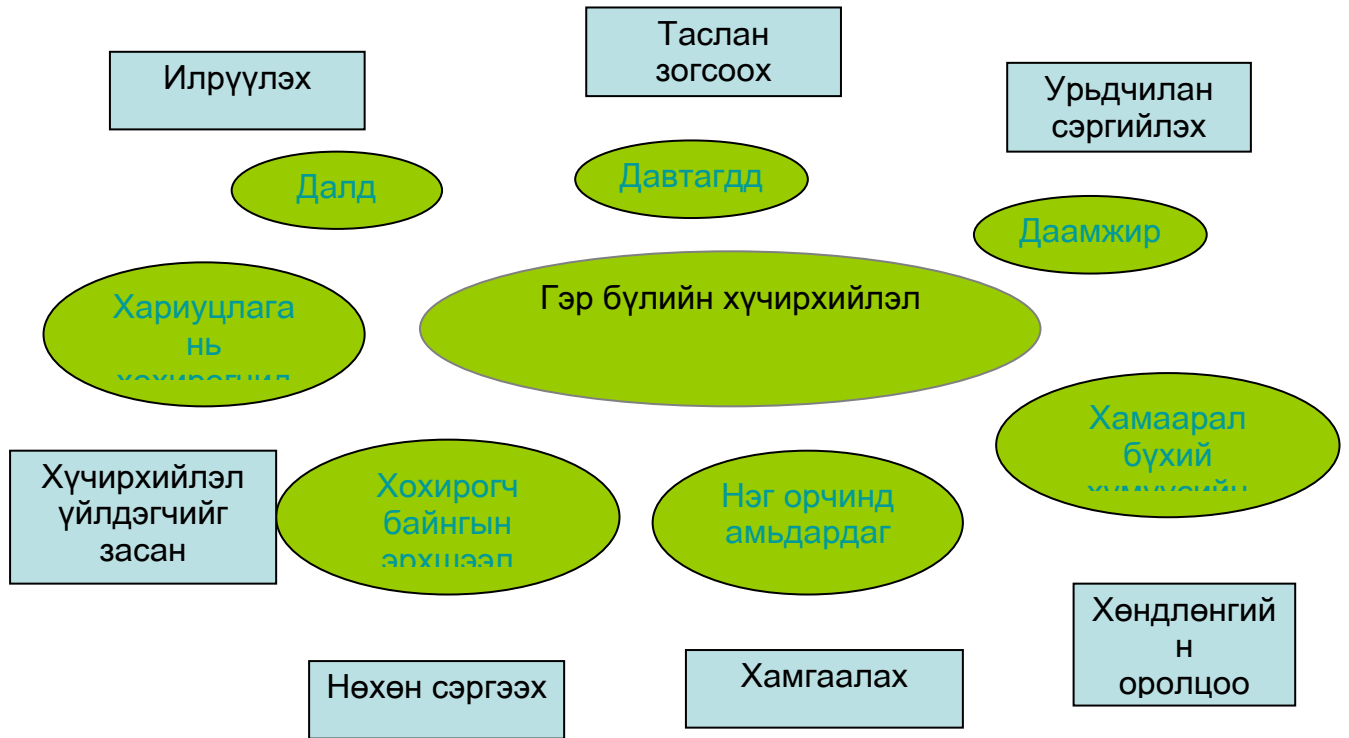 Таслан
зогсоох
Илрүүлэх
Урьдчилан
сэргийлэх
Далд
Давтагдд
Даамжир
Гэр бүлийн хүчирхийлэл
Хариуцлага
нь
Хамаарал
бүхий
Хүчирхийлэл
үйлдэгчийг
засан
Хохирогч
байнгын
Нэг орчинд
амьдардаг
Хөндлөнгий
н
оролцоо
Нөхөн сэргээх
Хамгаалах